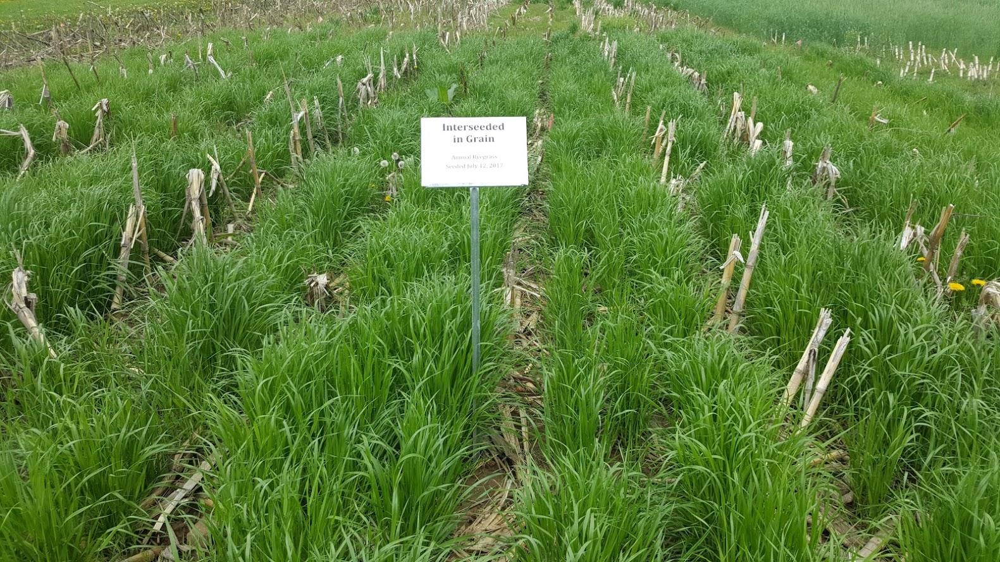 Interseeded
in Grain
Annual Ryegrass
Seeded July 12, 2017